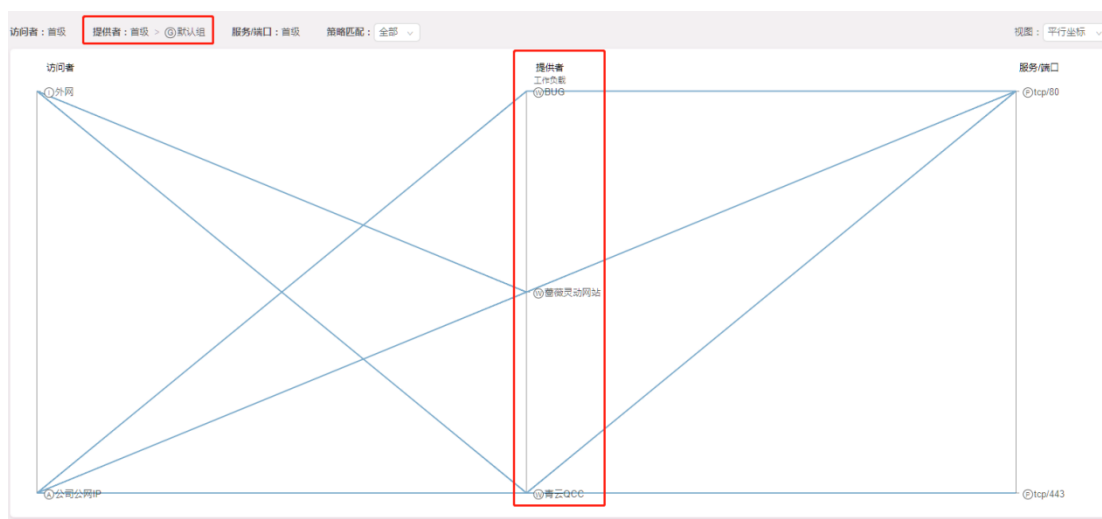 访问者：首级 提供者：首级 > Ⓖ默认组 服务/端口：首级 策略匹配： 全部 视图： 平行坐标
访问者 提供者 服务/端口
工作负载
Ⓘ外网 ⓌBUG Ⓟtcp/80
Ⓦ蔷薇灵动网站
Ⓐ公司公网IP Ⓦ青云QCC Ⓟtcp/443